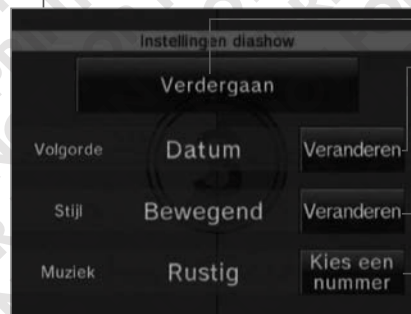 Instellingen diashow
Verdergaan
Volgorde Datum Veranderen
Stijl Bewegend Veranderen
Muziek Rustig Kies een nummer